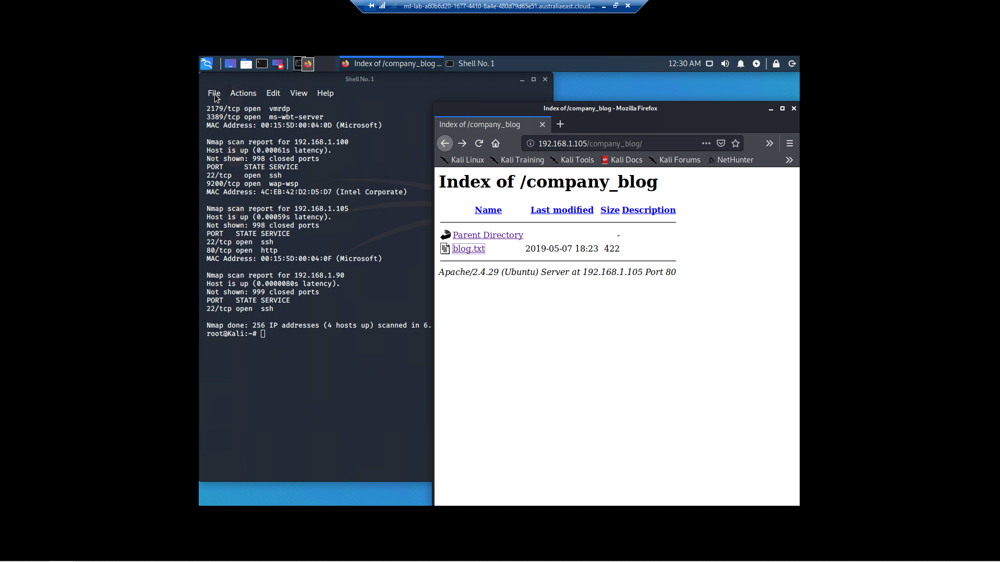 ml-lab-a60b6d20-1677-4410-8a4e-480d79d65e51.australiaeast.cloud...
Index of /company_blog ...
Shell No. 1
12:30 AM
Shell No. 1
File Actions Edit View Help
2179/tcp open  vmrdp
3389/tcp open  ms-wbt-server
MAC Address: 00:15:5D:00:04:0D (Microsoft)
Nmap scan report for 192.168.1.100
Host is up (0.00061s latency).
Not shown: 998 closed ports
PORT     STATE SERVICE
22/tcp   open  ssh
9200/tcp open  wap-wsp
MAC Address: 4C:EB:42:D2:D5:D7 (Intel Corporate)
Nmap scan report for 192.168.1.105
Host is up (0.00059s latency).
Not shown: 998 closed ports
PORT   STATE SERVICE
22/tcp open  ssh
80/tcp open  http
MAC Address: 00:15:5D:00:04:0F (Microsoft)
Nmap scan report for 192.168.1.90
Host is up (0.0000080s latency).
Not shown: 999 closed ports
PORT   STATE SERVICE
22/tcp open  ssh
Nmap done: 256 IP addresses (4 hosts up) scanned in 6.
root@Kali:~#
Index of /company_blog - Mozilla Firefox
Index of /company_blog
192.168.1.105/company_blog/
Kali Linux Kali Training Kali Tools Kali Docs Kali Forums NetHunter
Index of /company_blog
Name Last modified Size Description
Parent Directory -
blog.txt 2019-05-07 18:23 422
Apache/2.4.29 (Ubuntu) Server at 192.168.1.105 Port 80